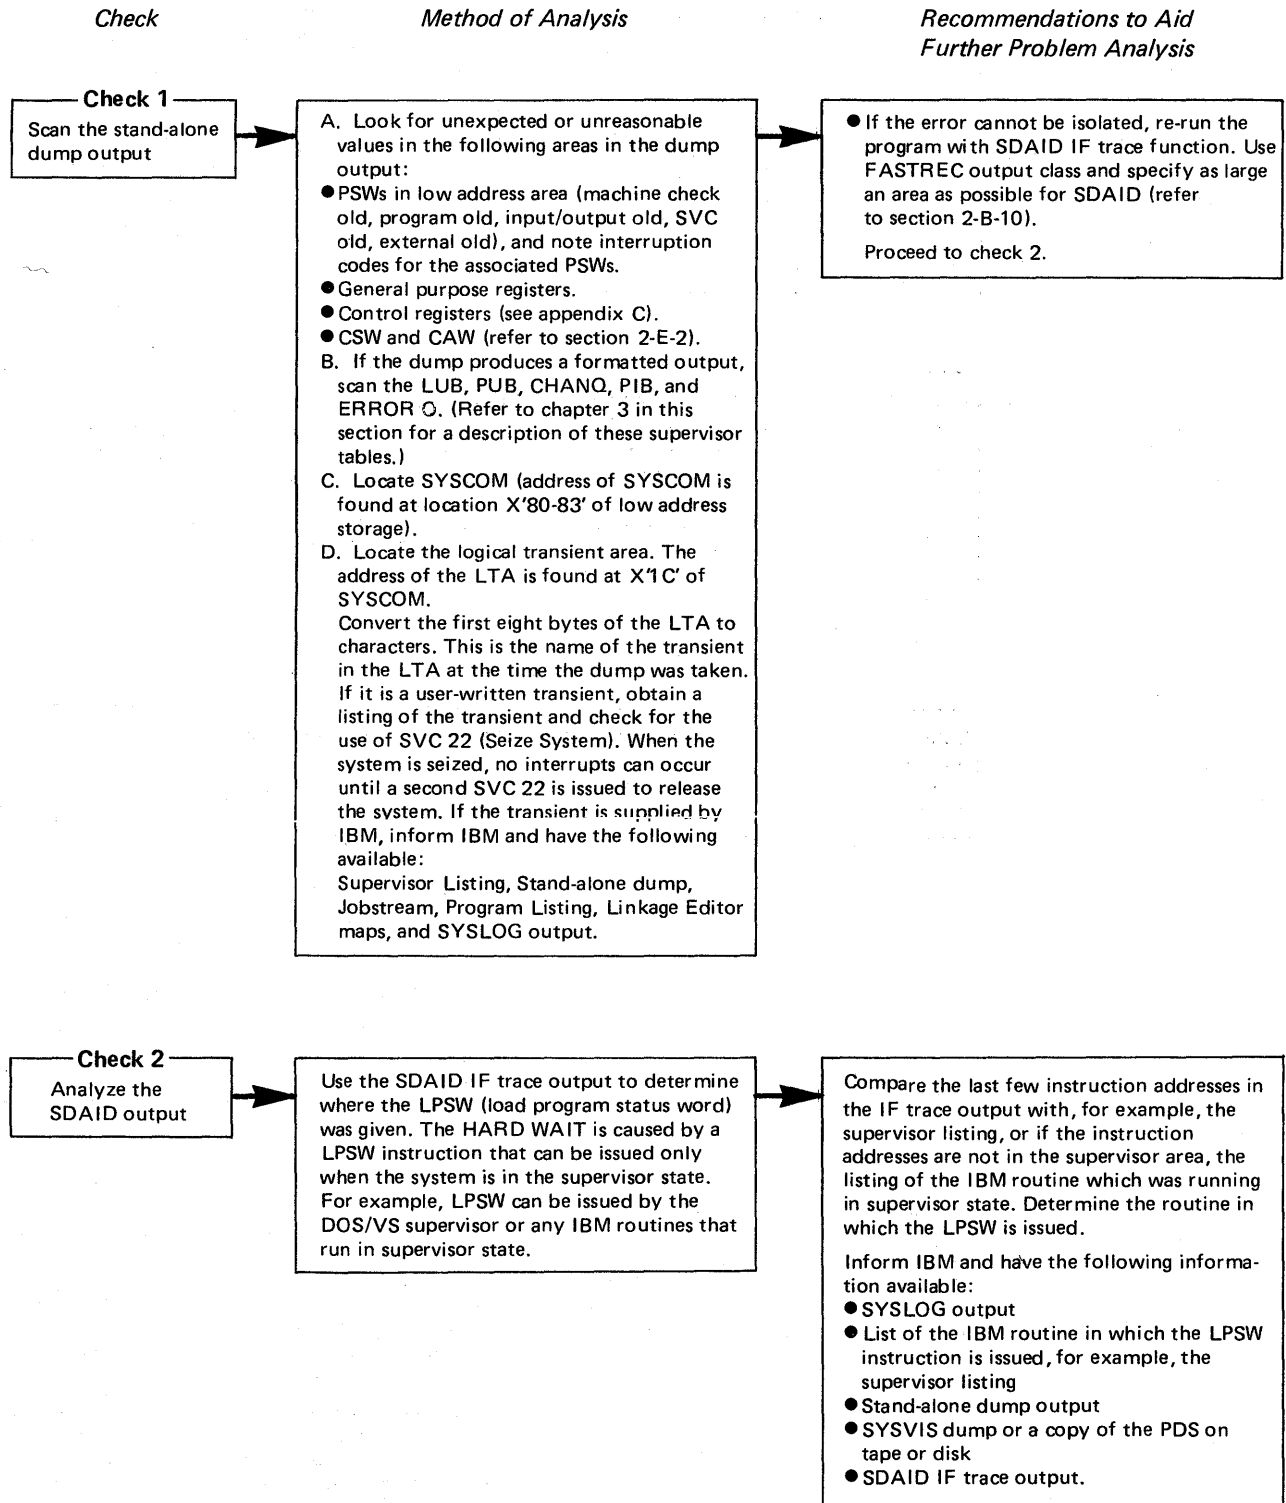 Check
Method of Analysis
Recommendations to Aid
Further Problem Analysis
Check 1
Scan the stand-alone
dump output
A. Look for unexpected or unreasonable
values in the following areas in the dump
output:
●PSWs in low address area (machine check
old, program old, input/output old, SVC
old, external old), and note interruption
codes for the associated PSWs.
●General purpose registers.
●Control registers (see appendix C).
●CSW and CAW (refer to section 2-E-2).
B. If the dump produces a formatted output,
scan the LUB, PUB, CHANQ, PIB, and
ERROR Q. (Refer to chapter 3 in this
section for a description of these supervisor
tables.)
C. Locate SYSCOM (address of SYSCOM is
found at location X'80-83' of low address
storage).
D. Locate the logical transient area. The
address of the LTA is found at X'1C' of
SYSCOM.
Convert the first eight bytes of the LTA to
characters. This is the name of the transient
in the LTA at the time the dump was taken.
If it is a user-written transient, obtain a
listing of the transient and check for the
use of SVC 22 (Seize System). When the
system is seized, no interrupts can occur
until a second SVC 22 is issued to release
the system. If the transient is supplied by
IBM, inform IBM and have the following
available:
Supervisor Listing, Stand-alone dump,
Jobstream, Program Listing, Linkage Editor
maps, and SYSLOG output.
● If the error cannot be isolated, re-run the
program with SDAID IF trace function. Use
FASTREC output class and specify as large
an area as possible for SDAID (refer
to section 2-B-10).
Proceed to check 2.
Check 2
Analyze the
SDAID output
Use the SDAID IF trace output to determine
where the LPSW (load program status word)
was given. The HARD WAIT is caused by a
LPSW instruction that can be issued only
when the system is in the supervisor state.
For example, LPSW can be issued by the
DOS/VS supervisor or any IBM routines that
run in supervisor state.
Compare the last few instruction addresses in
the IF trace output with, for example, the
supervisor listing, or if the instruction
addresses are not in the supervisor area, the
listing of the IBM routine which was running
in supervisor state. Determine the routine in
which the LPSW is issued.
Inform IBM and have the following informa-
tion available:
● SYSLOG output
● List of the IBM routine in which the LPSW
instruction is issued, for example, the
supervisor listing
● Stand-alone dump output
● SYSVIS dump or a copy of the PDS on
tape or disk
● SDAID IF trace output.